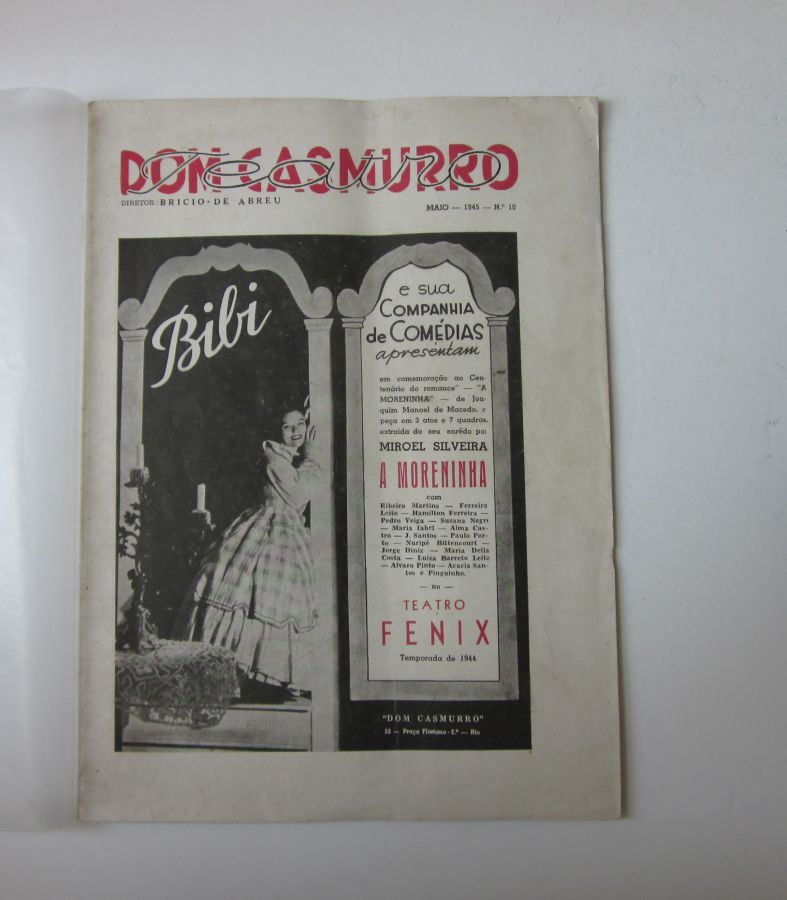 DOM CASMURRO
Teatro
DIRETOR: BRICIO - DE ABREU
MAIO — 1945 — N.º 10
Bibi
e sua
COMPANHIA
de COMÉDIAS
apresentam
em comemoração ao Cen-
tenário do romance" — "A
MORENINHA" — de Joa-
quim Manoel de Macedo, e
peça em 3 atos e 7 quadros,
extraída do seu enrêdo po
MIROEL SILVEIRA
A MORENINHA
com
Ribeiro Martins — Ferreira
Leite — Hamilton Ferreira —
Pedro Veiga — Suzana Negri
— Maria Iabel — Alma Cas-
tro — J. Santos — Paulo Por-
to — Nuripê Bittencourt —
Jorge Diniz — Maria Della
Costa — Luiza Barreto Leite
— Alvaro Pinto — Acacia San-
tos e Pinguinho.
— no —
TEATRO
FENIX
Temporada de 1944
"DOM CASMURRO"
55 — Praça Floriano - 2.º — Rio